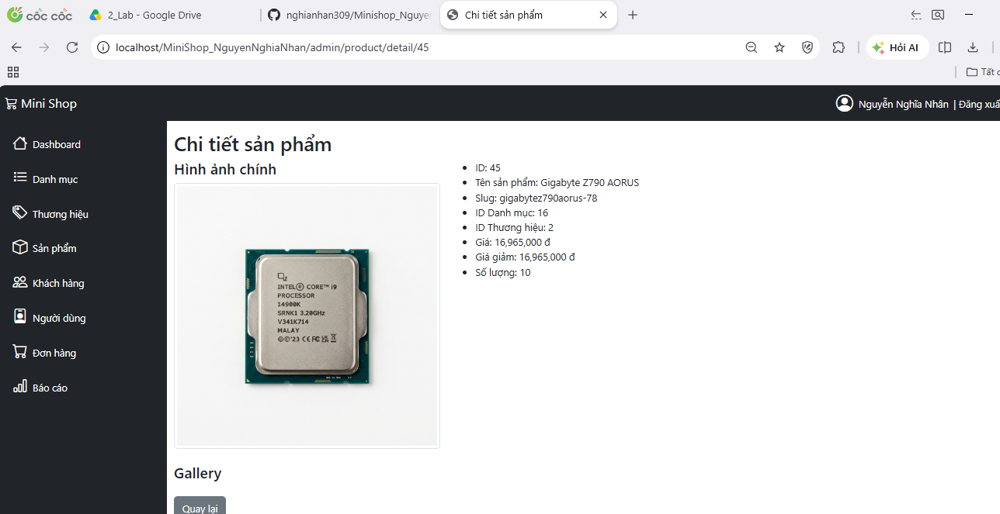 cốc cốc
2_Lab - Google Drive
nghianhan309/Minishop_Nguyen
Chi tiết sản phẩm
localhost/MiniShop_NguyenNghiaNhan/admin/product/detail/45
Hỏi AI
Tất c
Mini Shop
Nguyễn Nghĩa Nhân | Đăng xuấ
Dashboard
Danh mục
Thương hiệu
Sản phẩm
Khách hàng
Người dùng
Đơn hàng
Báo cáo
Chi tiết sản phẩm
Hình ảnh chính
INTEL® CORE™ i9
PROCESSOR
14900K
SRNK1 3.20GHz
V341K714
MALAY
©©'23 CE FC UK CA
ID: 45
Tên sản phẩm: Gigabyte Z790 AORUS
Slug: gigabytez790aorus-78
ID Danh mục: 16
ID Thương hiệu: 2
Giá: 16,965,000 đ
Giá giảm: 16,965,000 đ
Số lượng: 10
Gallery
Quay lại